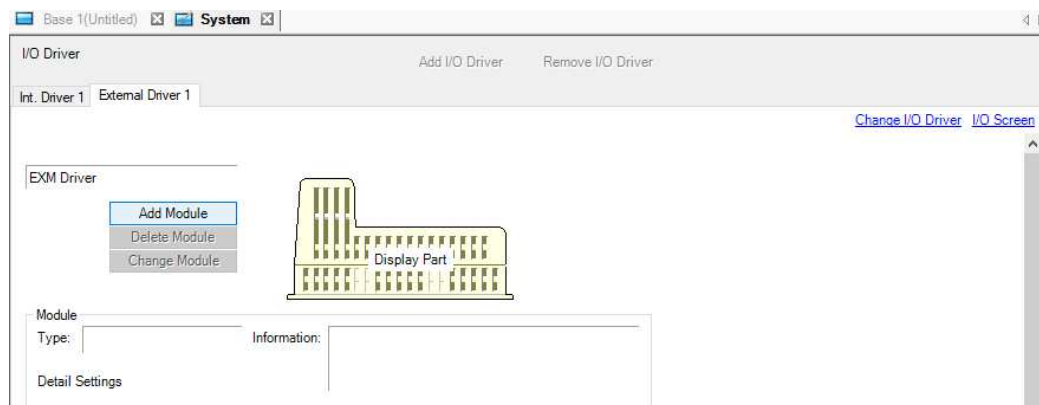 Base 1(Untitled) System
I/O Driver
Add I/O Driver Remove I/O Driver
Int. Driver 1 External Driver 1
Change I/O Driver I/O Screen
EXM Driver
Add Module
Delete Module
Change Module
Display Part
Module
Type: Information:
Detail Settings